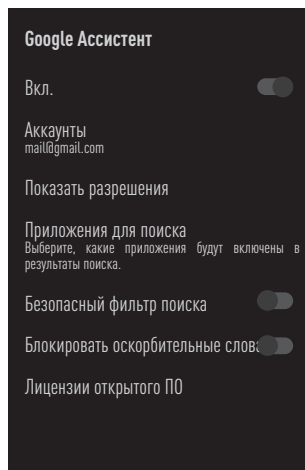 Google Ассистент
Вкл.
Аккаунты
mail@gmail.com
Показать разрешения
Приложения для поиска
Выберите, какие приложения будут включены в
результаты поиска.
Безопасный фильтр поиска
Блокировать оскорбительные слова
Лицензии открытого ПО